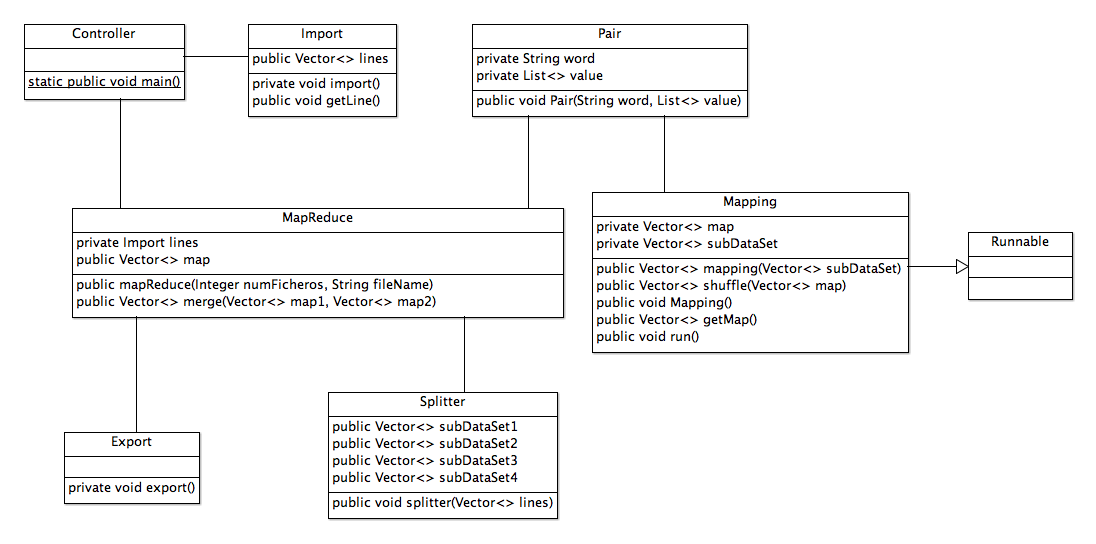 Controller
static public void main()
Import
public Vector<> lines
private void import()
public void getLine()
Pair
private String word
private List<> value
public void Pair(String word, List<> value)
MapReduce
private Import lines
public Vector<> map
public mapReduce(Integer numFicheros, String fileName)
public Vector<> merge(Vector<> map1, Vector<> map2)
Mapping
private Vector<> map
private Vector<> subDataSet
public Vector<> mapping(Vector<> subDataSet)
public Vector<> shuffle(Vector<> map)
public void Mapping()
public Vector<> getMap()
public void run()
Runnable
Export
private void export()
Splitter
public Vector<> subDataSet1
public Vector<> subDataSet2
public Vector<> subDataSet3
public Vector<> subDataSet4
public void splitter(Vector<> lines)